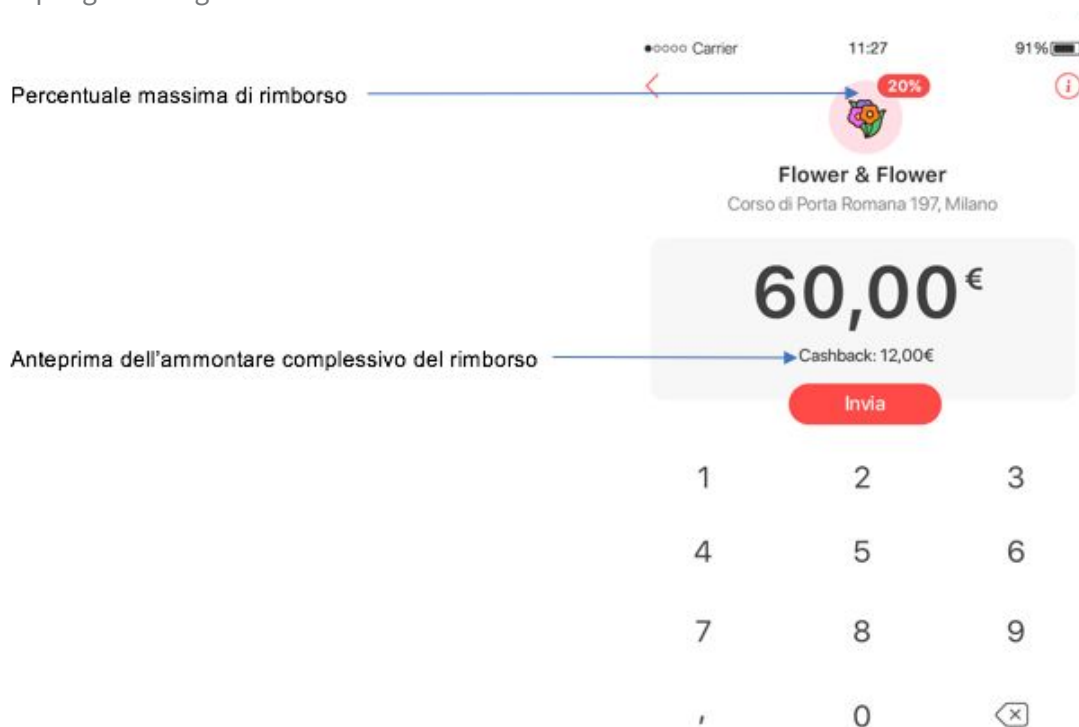 ●○○○○ Carrier 11:27 91%
Percentuale massima di rimborso
20%
Flower & Flower
Corso di Porta Romana 197, Milano
60,00€
Anteprima dell'ammontare complessivo del rimborso
Cashback: 12,00€
Invia
1 2 3
4 5 6
7 8 9
, 0